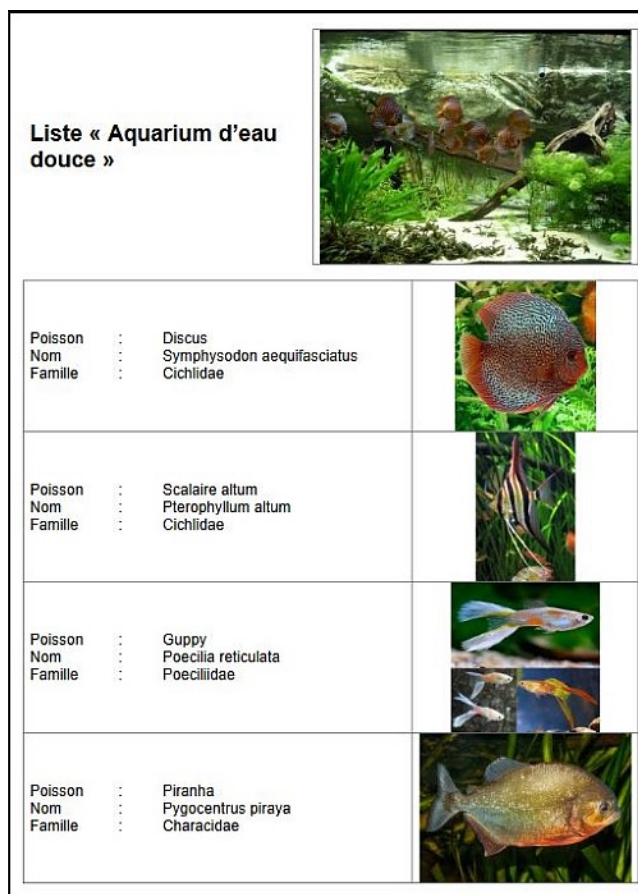 Liste « Aquarium d’eau
douce »
Poisson : Discus
Nom : Symphysodon aequifasciatus
Famille : Cichlidae
Poisson : Scalaire altum
Nom : Pterophyllum altum
Famille : Cichlidae
Poisson : Guppy
Nom : Poecilia reticulata
Famille : Poeciliidae
Poisson : Piranha
Nom : Pygocentrus piraya
Famille : Characidae